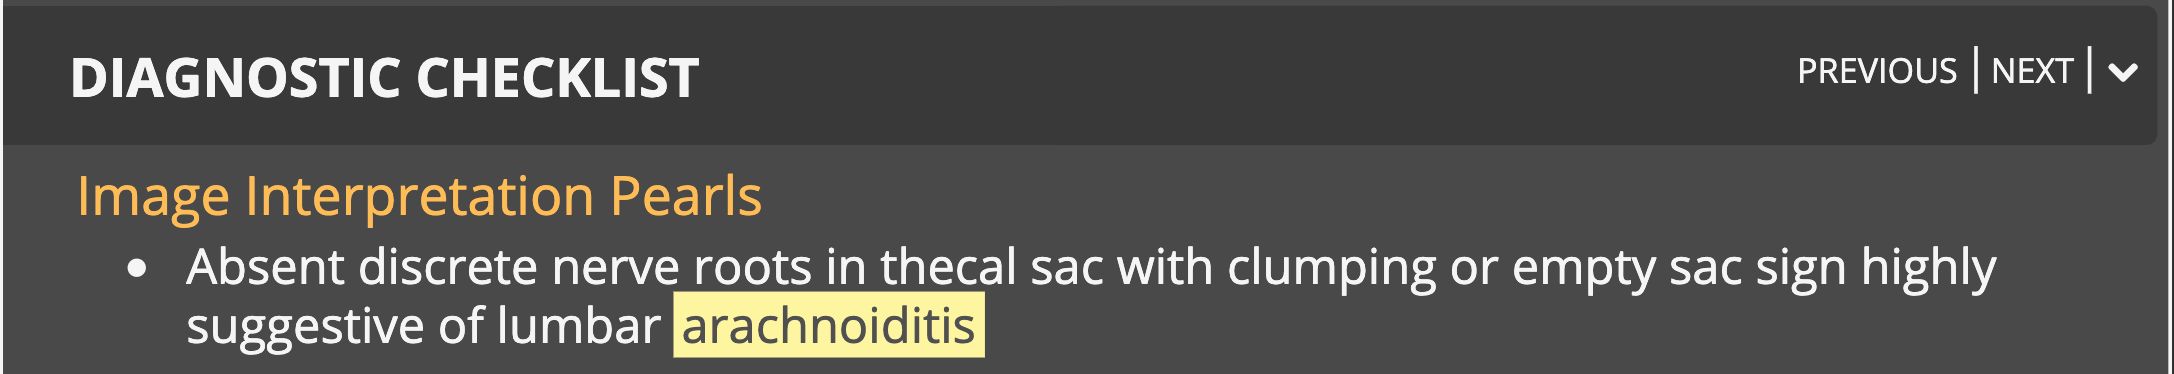 DIAGNOSTIC CHECKLIST
PREVIOUS | NEXT |
Image Interpretation Pearls
• Absent discrete nerve roots in thecal sac with clumping or empty sac sign highly
suggestive of lumbar arachnoiditis